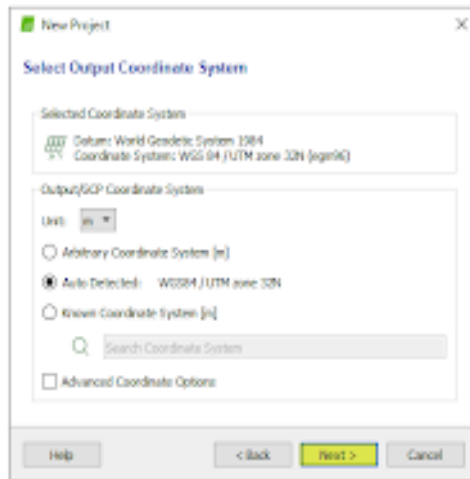 New Project
Select Output Coordinate System
Selected Coordinate System
Datum: World Geodetic System 1984
Coordinate System: WGS 84 / UTM zone 32N (egm96)
Output/GCP Coordinate System
Unit: m
Arbitrary Coordinate System [m]
Auto Detected: WGS84 / UTM zone 32N
Known Coordinate System [m]
Search Coordinate System
Advanced Coordinate Options
Help < Back Next > Cancel